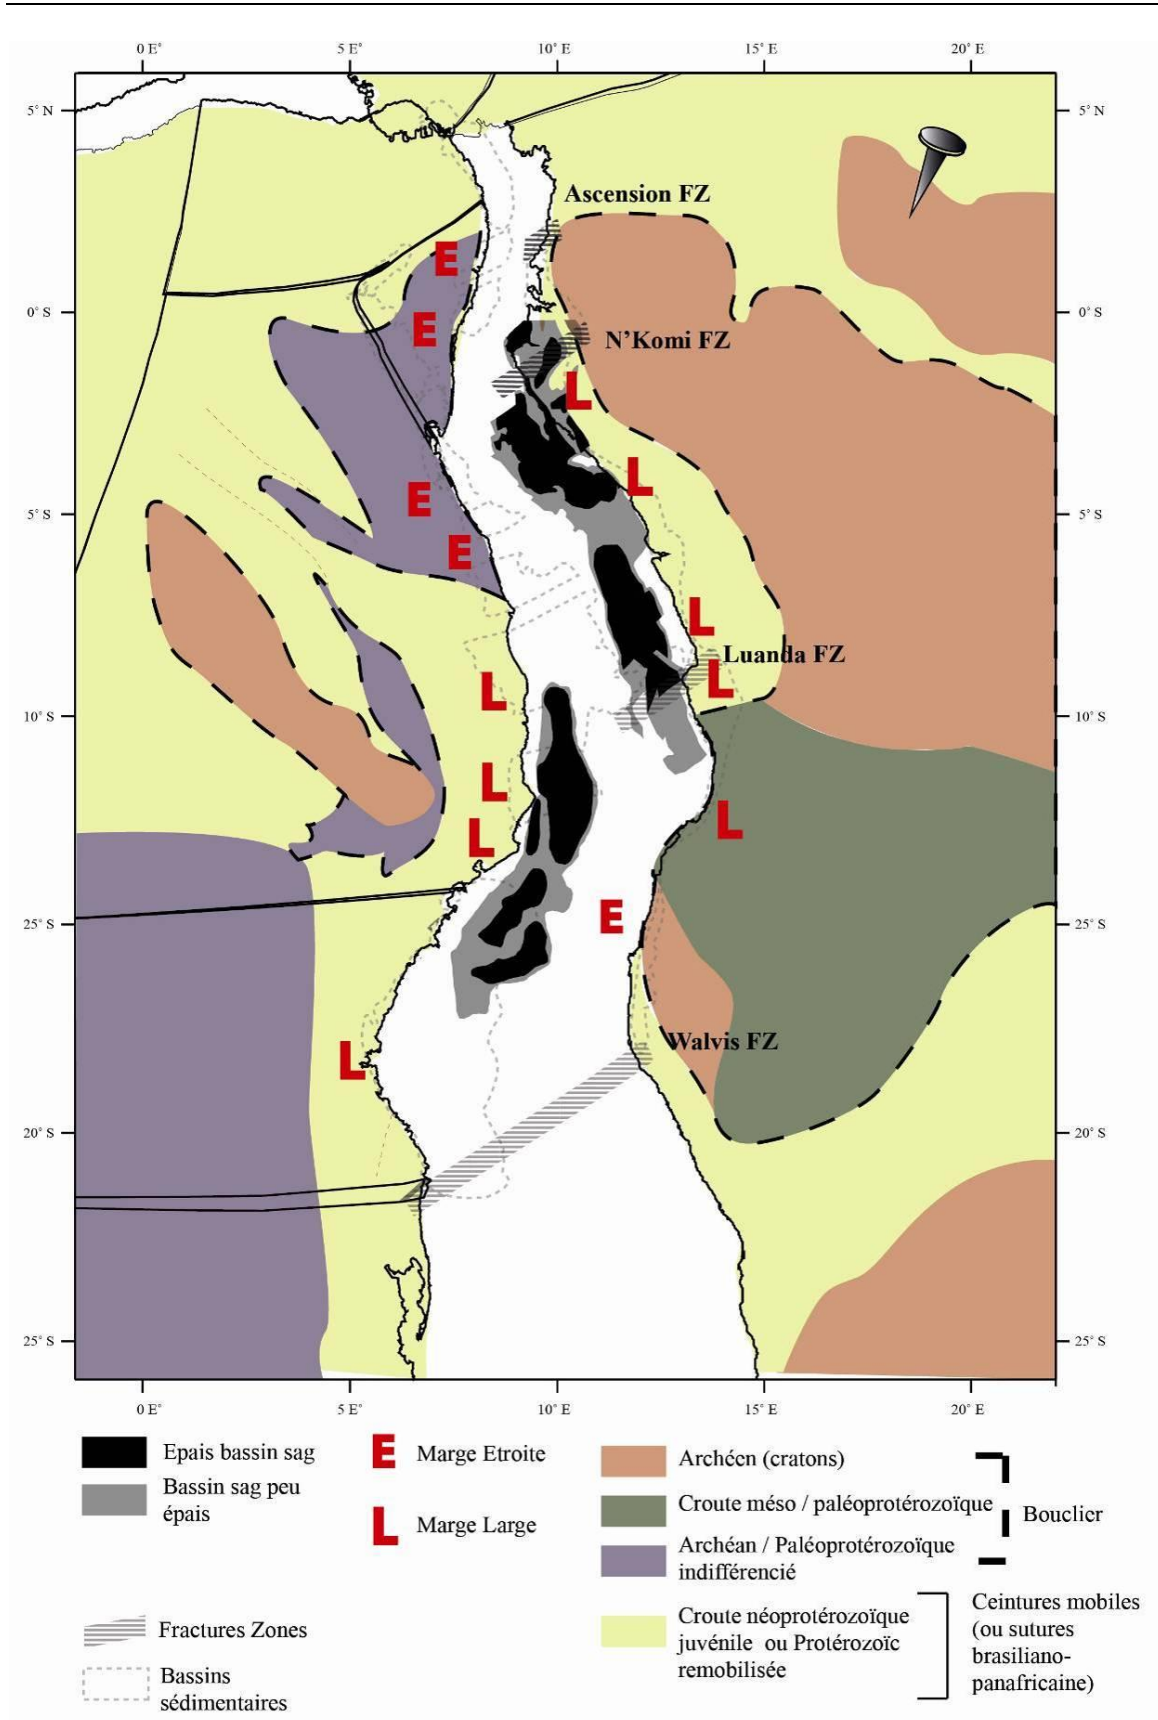 0˚E
5˚E
10˚E
15˚E
20˚E
5˚N
5˚N
Ascension FZ
E
0˚S
0˚S
E
N'Komi FZ
L
L
E
5˚S
5˚S
E
L
Luanda FZ
L
L
10˚S
10˚S
L
L
L
E
25˚S
25˚S
Walvis FZ
L
20˚S
20˚S
25˚S
25˚S
0˚E
5˚E
10˚E
15˚E
20˚E
Epais bassin sag
Bassin sag peu
épais
E
Marge Etroite
L
Marge Large
Archéen (cratons)
Croute méso / paléoprotérozoïque
Archéan / Paléoprotérozoïque
indifférencié
Bouclier
Fractures Zones
Bassins
sédimentaires
Croute néoprotérozoïque
juvénile ou Protérozoïc
remobilisée
Ceintures mobiles
(ou sutures
brasiliano-
panafricaine)